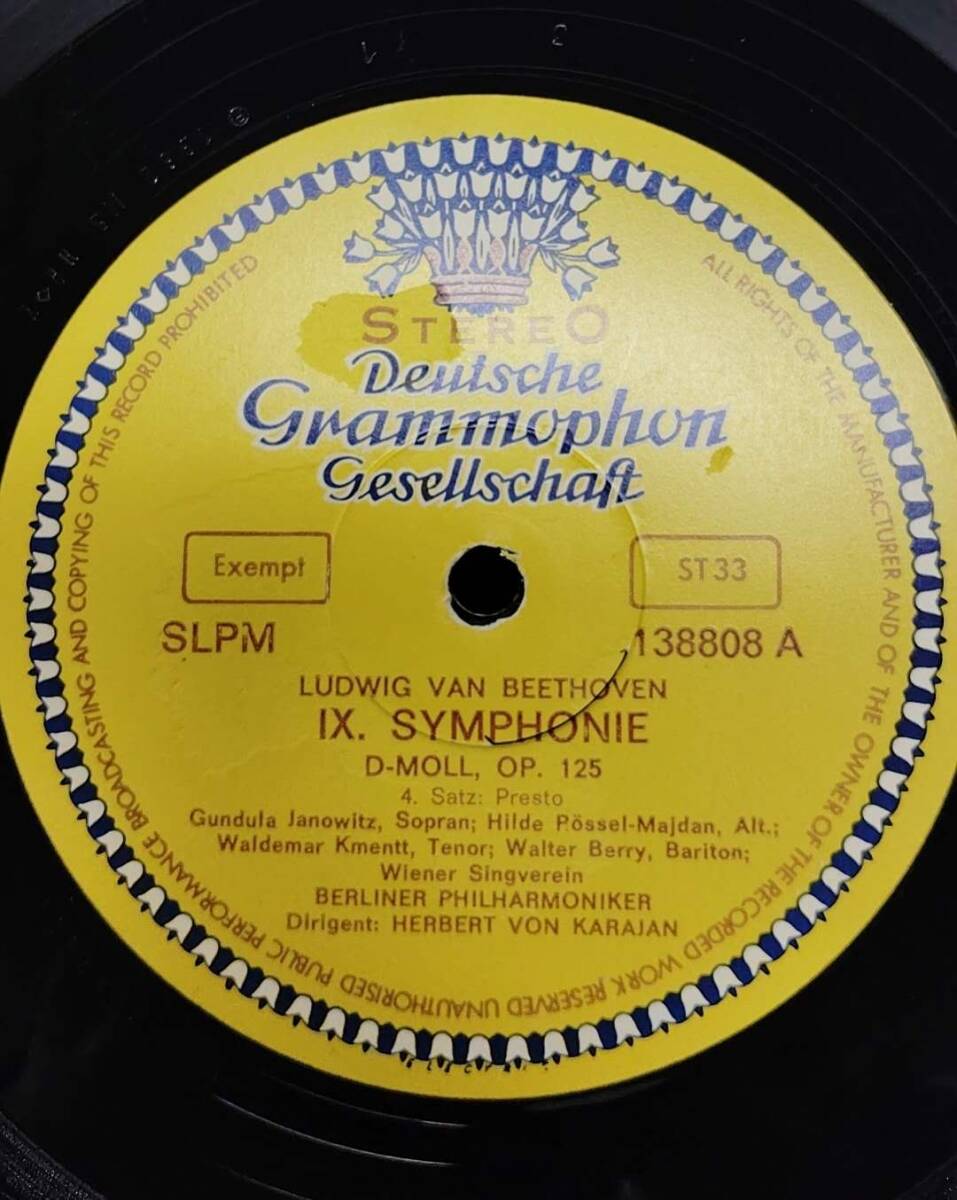 STEREO
Deutsche
Grammophon
Gesellschaft
Exempt
ST 33
SLPM
138808 A
LUDWIG VAN BEETHOVEN
IX. SYMPHONIE
D-MOLL, OP. 125
4. Satz: Presto
Gundula Janowitz, Sopran; Hilde Rössel-Majdan, Alt.;
Waldemar Kmentt, Tenor; Walter Berry, Bariton;
Wiener Singverein
BERLINER PHILHARMONIKER
Dirigent: HERBERT VON KARAJAN
ALL RIGHTS OF THE MANUFACTURER AND OF THE OWNER OF THE RECORDED WORK RESERVED UNAUTHORISED PUBLIC PERFORMANCE BROADCASTING AND COPYING OF THIS RECORD PROHIBITED